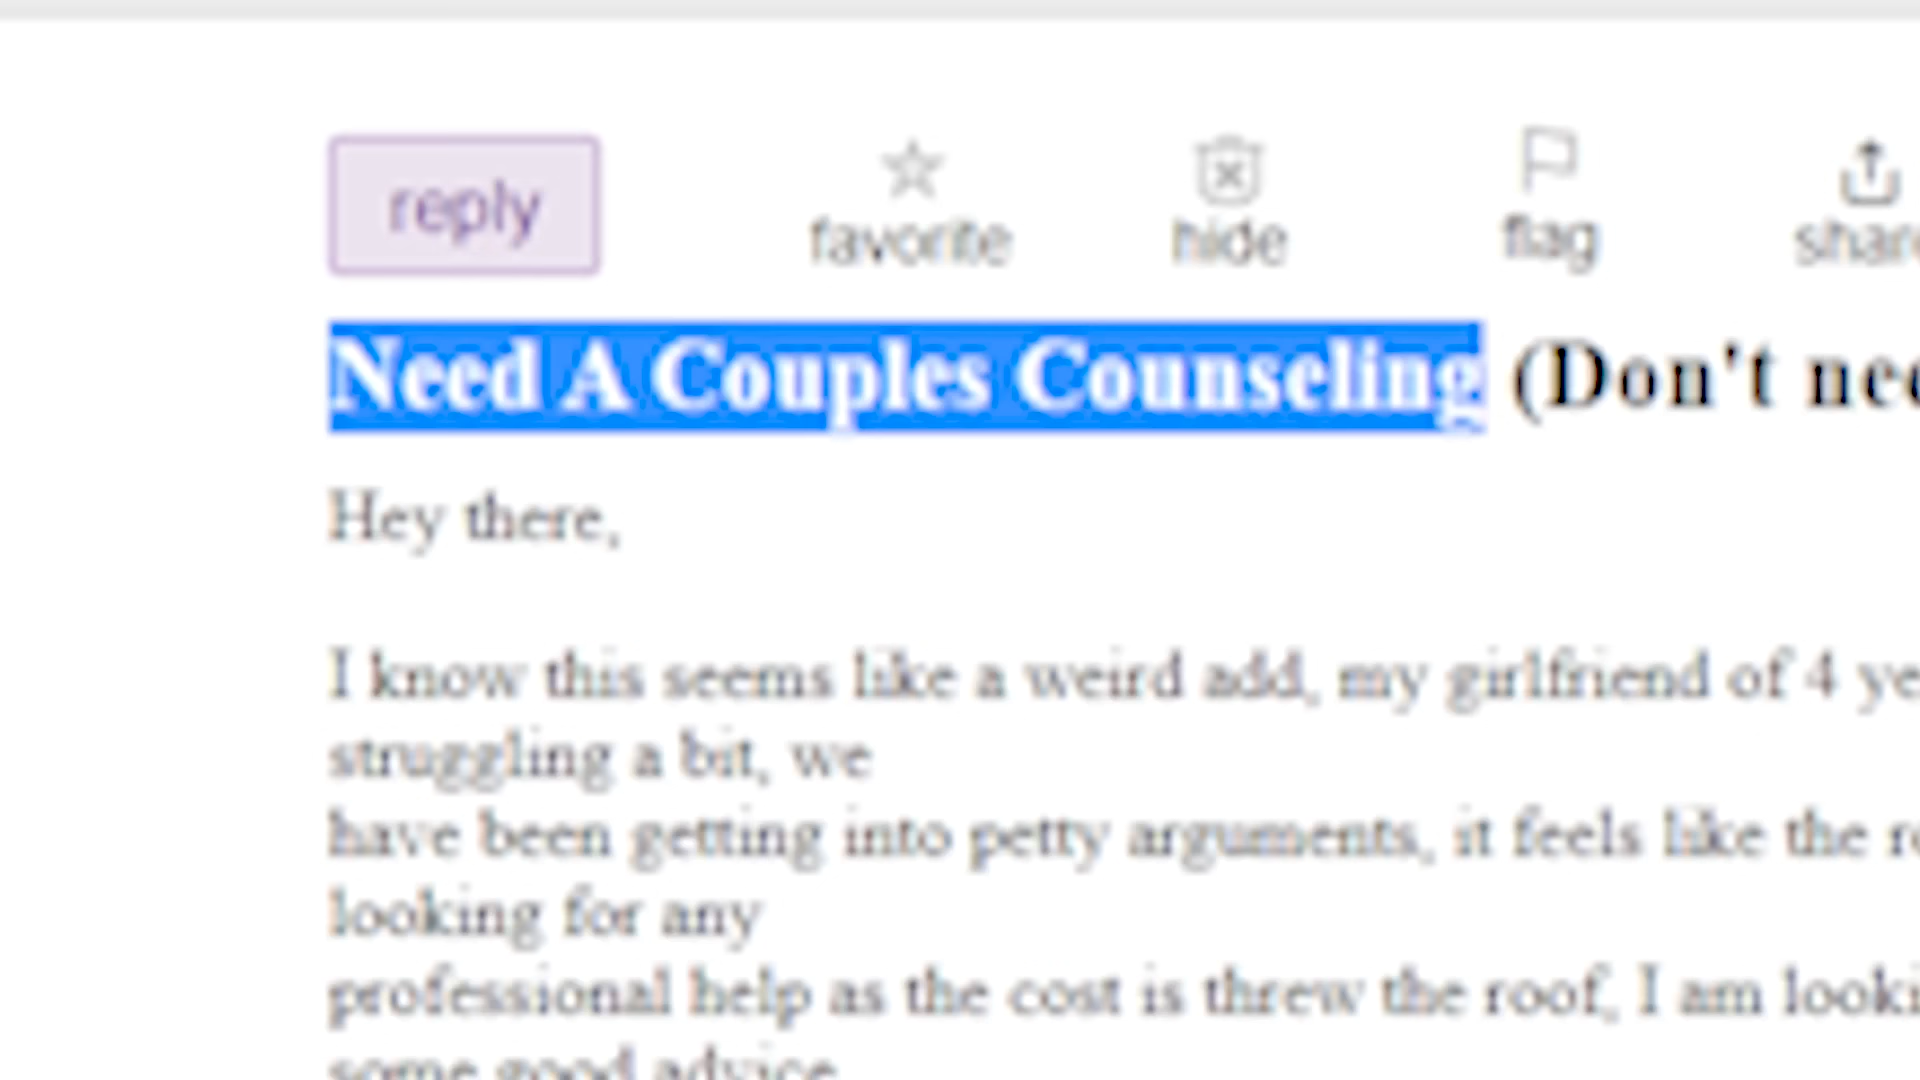 reply
favorite
hide
flag
Need A Couples Counseling (Don't
Hey there,
I know this seems like a weird add, my girlfriend of 4
struggling a bit, we
have been getting into petty arguments, it feels like the
looking for any
professional help as the cost is threw the roof, I am
some good advice